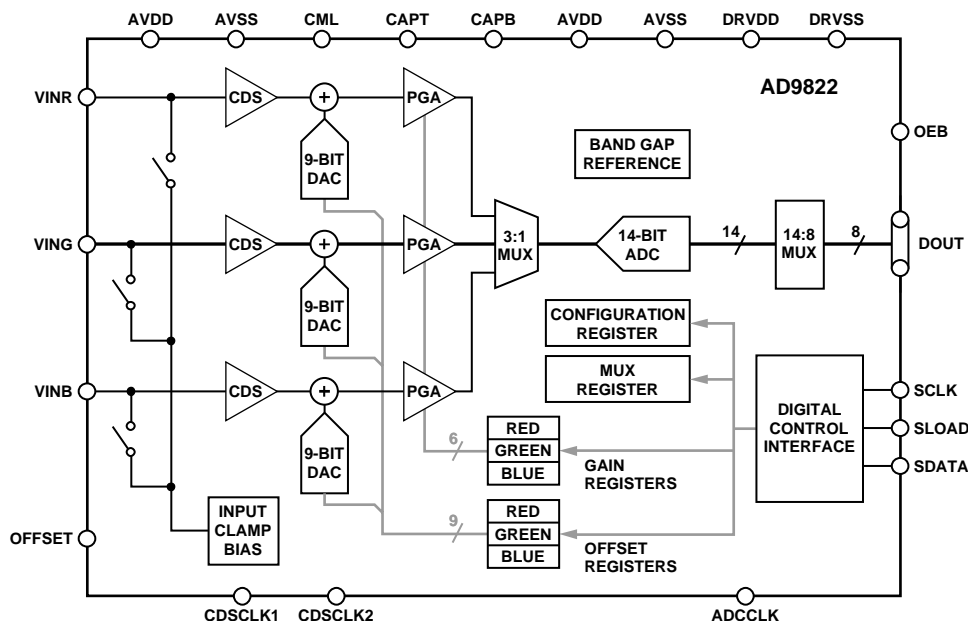 AVDD AVSS CML CAPT CAPB AVDD AVSS DRVDD DRVSS
AD9822
VINR
CDS
+
PGA
9-BIT
DAC
BAND GAP
REFERENCE
OEB
VING
CDS
+
PGA
9-BIT
DAC
3:1
MUX
14-BIT
ADC
14
14:8
MUX
8
DOUT
CONFIGURATION
REGISTER
MUX
REGISTER
VINB
CDS
+
PGA
9-BIT
DAC
DIGITAL
CONTROL
INTERFACE
SCLK
SLOAD
SDATA
6
RED
GREEN
BLUE
GAIN
REGISTERS
9
RED
GREEN
BLUE
OFFSET
REGISTERS
INPUT
CLAMP
BIAS
OFFSET
CDSCLK1 CDSCLK2 ADCCLK